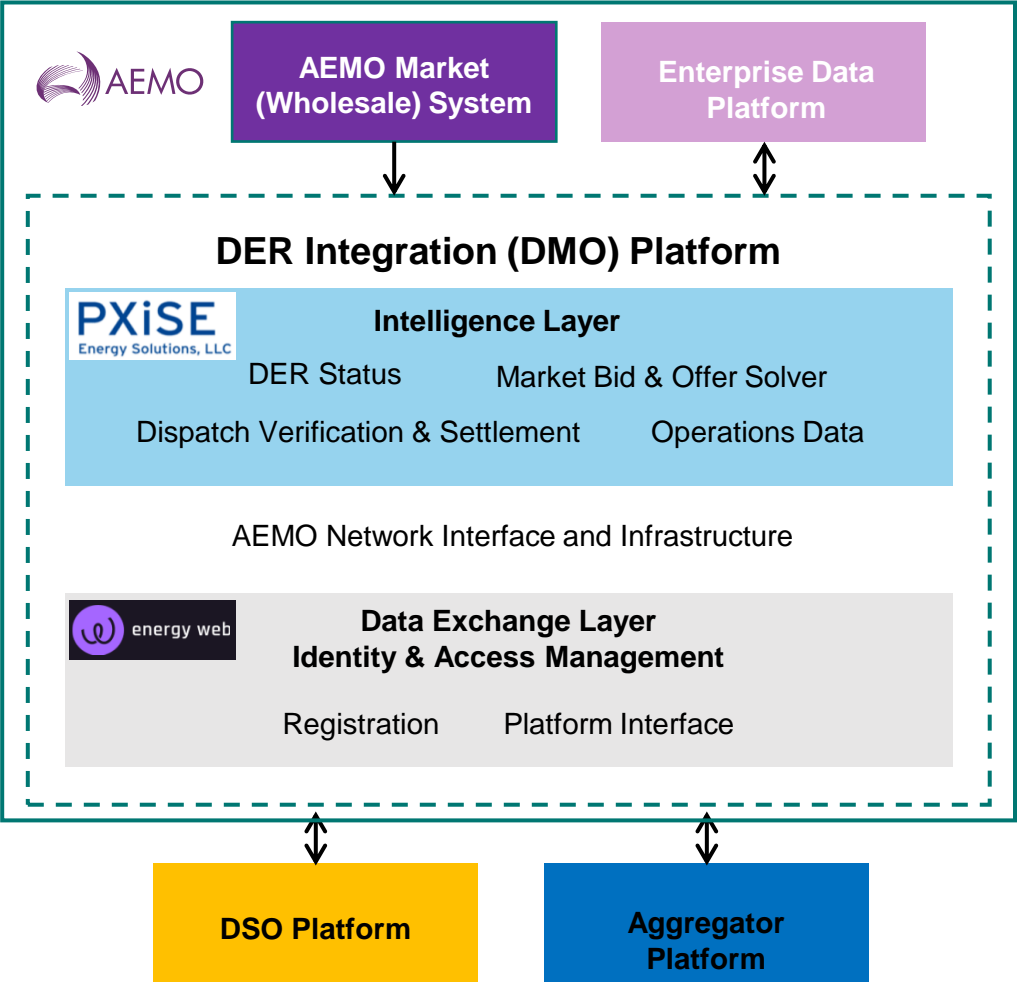 AEMO
AEMO Market
(Wholesale) System
Enterprise Data
Platform
DER Integration (DMO) Platform
PXiSE
Energy Solutions, LLC
Intelligence Layer
DER Status
Market Bid & Offer Solver
Dispatch Verification & Settlement
Operations Data
AEMO Network Interface and Infrastructure
energy web
Data Exchange Layer
Identity & Access Management
Registration
Platform Interface
DSO Platform
Aggregator
Platform